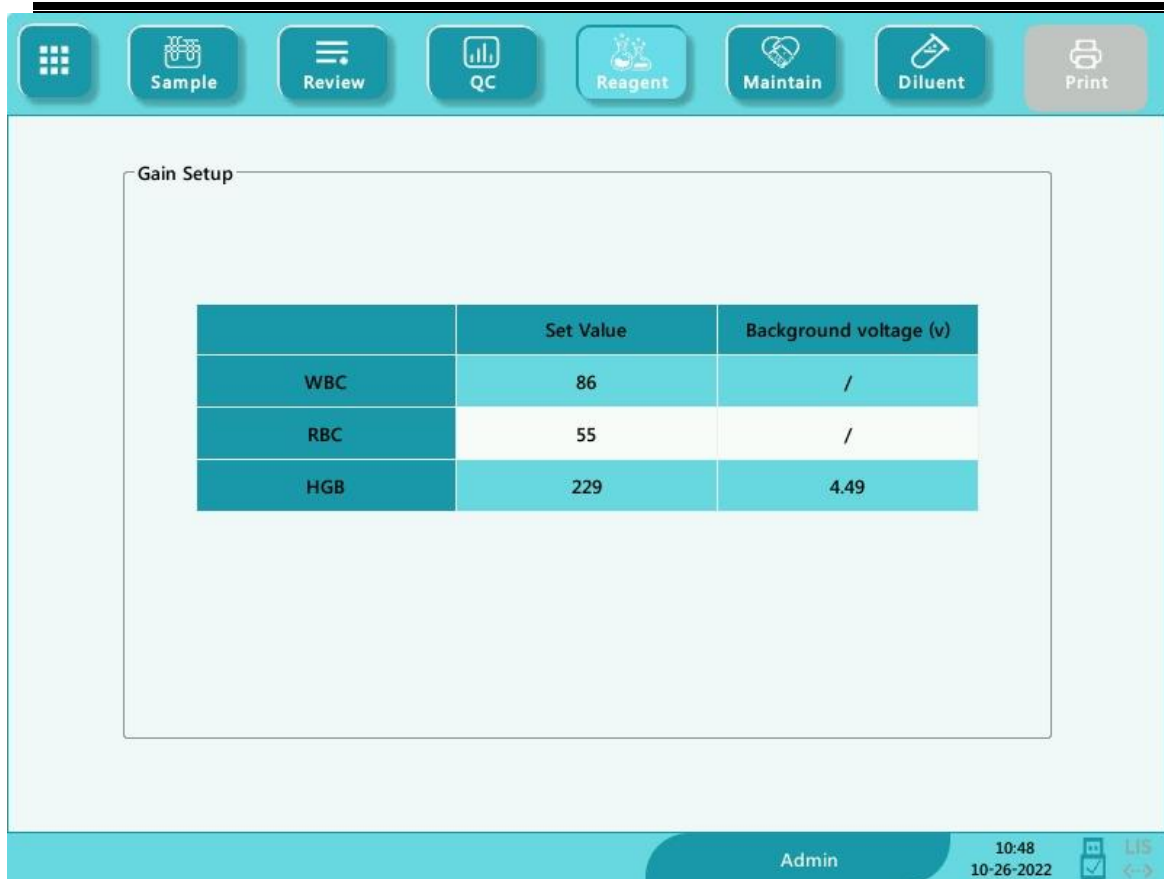 Sample Review QC Reagent Maintain Diluent Print
Gain Setup
Set Value Background voltage (v)
WBC 86 /
RBC 55 /
HGB 229 4.49
Admin
10:48
10-26-2022
LIS